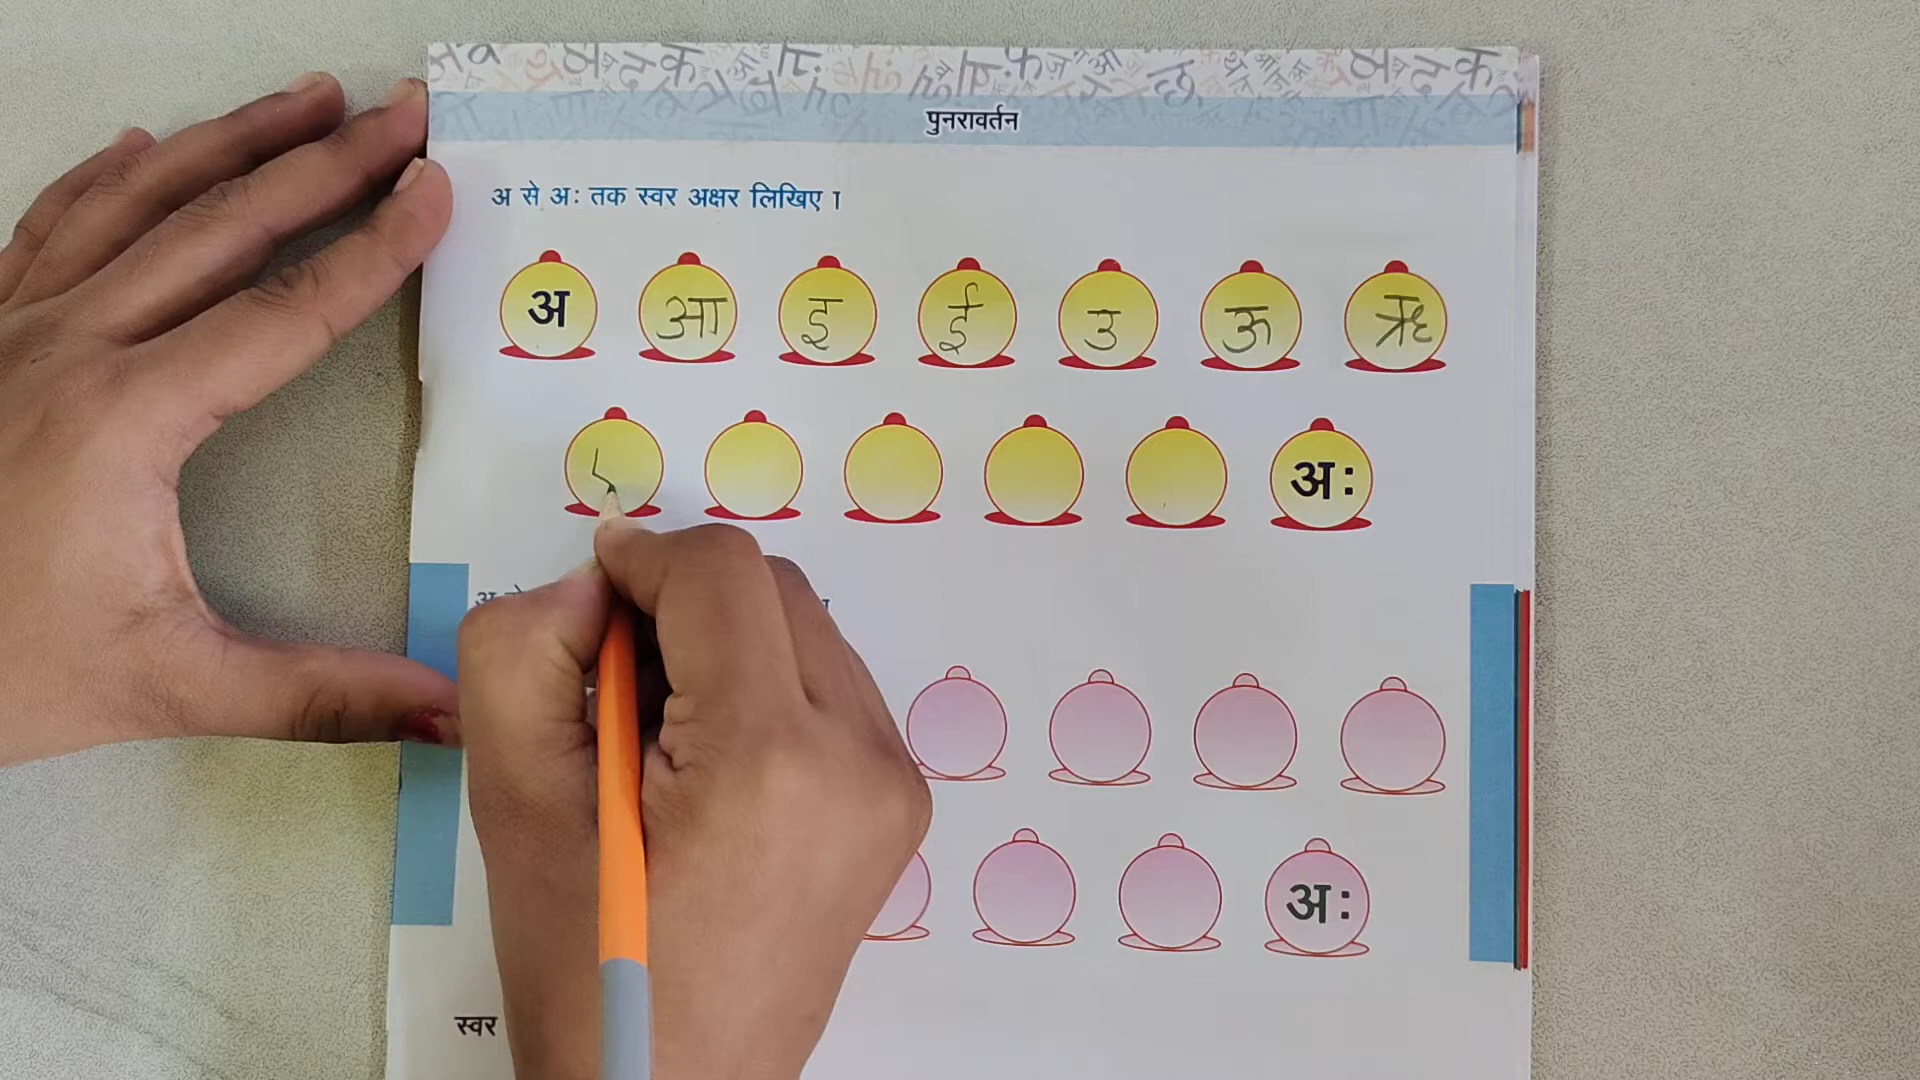 पुनरावर्तन
अ से अः तक स्वर अक्षर लिखिए ।
अ आ इ ई उ ऊ ऋ
अः
अः
स्वर